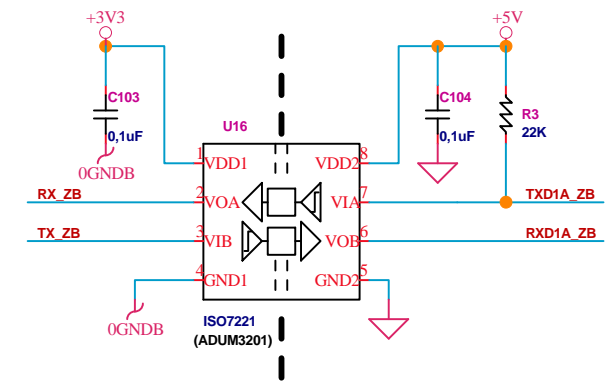 +3V3
+5V
C103
0,1uF
0GNDB
U16
C104
0,1uF
R3
22K
1
VDD1
VDD2
8
RX_ZB
2
VOA
VIA
7
TXD1A_ZB
TX_ZB
3
VIB
VOB
6
RXD1A_ZB
4
GND1
GND2
5
0GNDB
ISO7221
(ADUM3201)